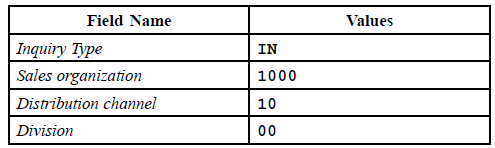 Field Name Values
Inquiry Type IN
Sales organization 1000
Distribution channel 10
Division 00